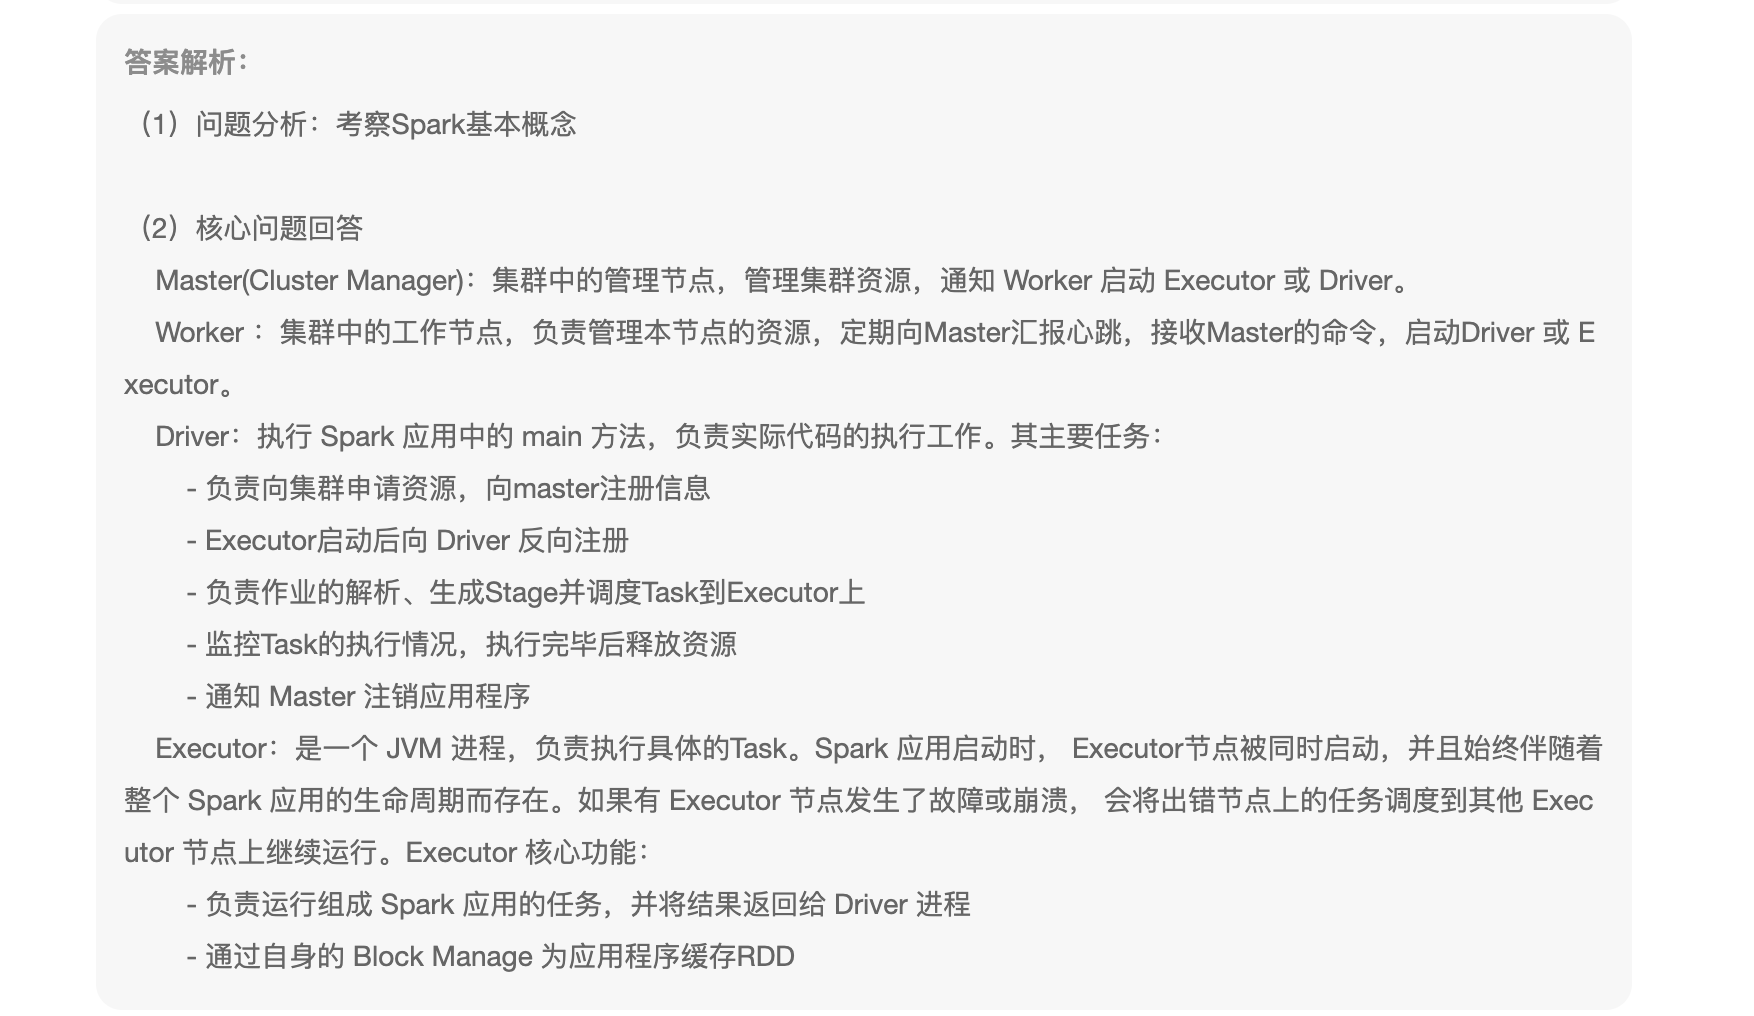 答案解析：
（1）问题分析：考察Spark基本概念
（2）核心问题回答
Master(Cluster Manager)：集群中的管理节点，管理集群资源，通知 Worker 启动 Executor 或 Driver。
Worker ：集群中的工作节点，负责管理本节点的资源，定期向Master汇报心跳，接收Master的命令，启动Driver 或 E
xecutor。
Driver：执行 Spark 应用中的 main 方法，负责实际代码的执行工作。其主要任务：
- 负责向集群申请资源，向master注册信息
- Executor启动后向 Driver 反向注册
- 负责作业的解析、生成Stage并调度Task到Executor上
- 监控Task的执行情况，执行完毕后释放资源
- 通知 Master 注销应用程序
Executor：是一个 JVM 进程，负责执行具体的Task。Spark 应用启动时， Executor节点被同时启动，并且始终伴随着
整个 Spark 应用的生命周期而存在。如果有 Executor 节点发生了故障或崩溃， 会将出错节点上的任务调度到其他 Exec
utor 节点上继续运行。Executor 核心功能：
- 负责运行组成 Spark 应用的任务，并将结果返回给 Driver 进程
- 通过自身的 Block Manage 为应用程序缓存RDD